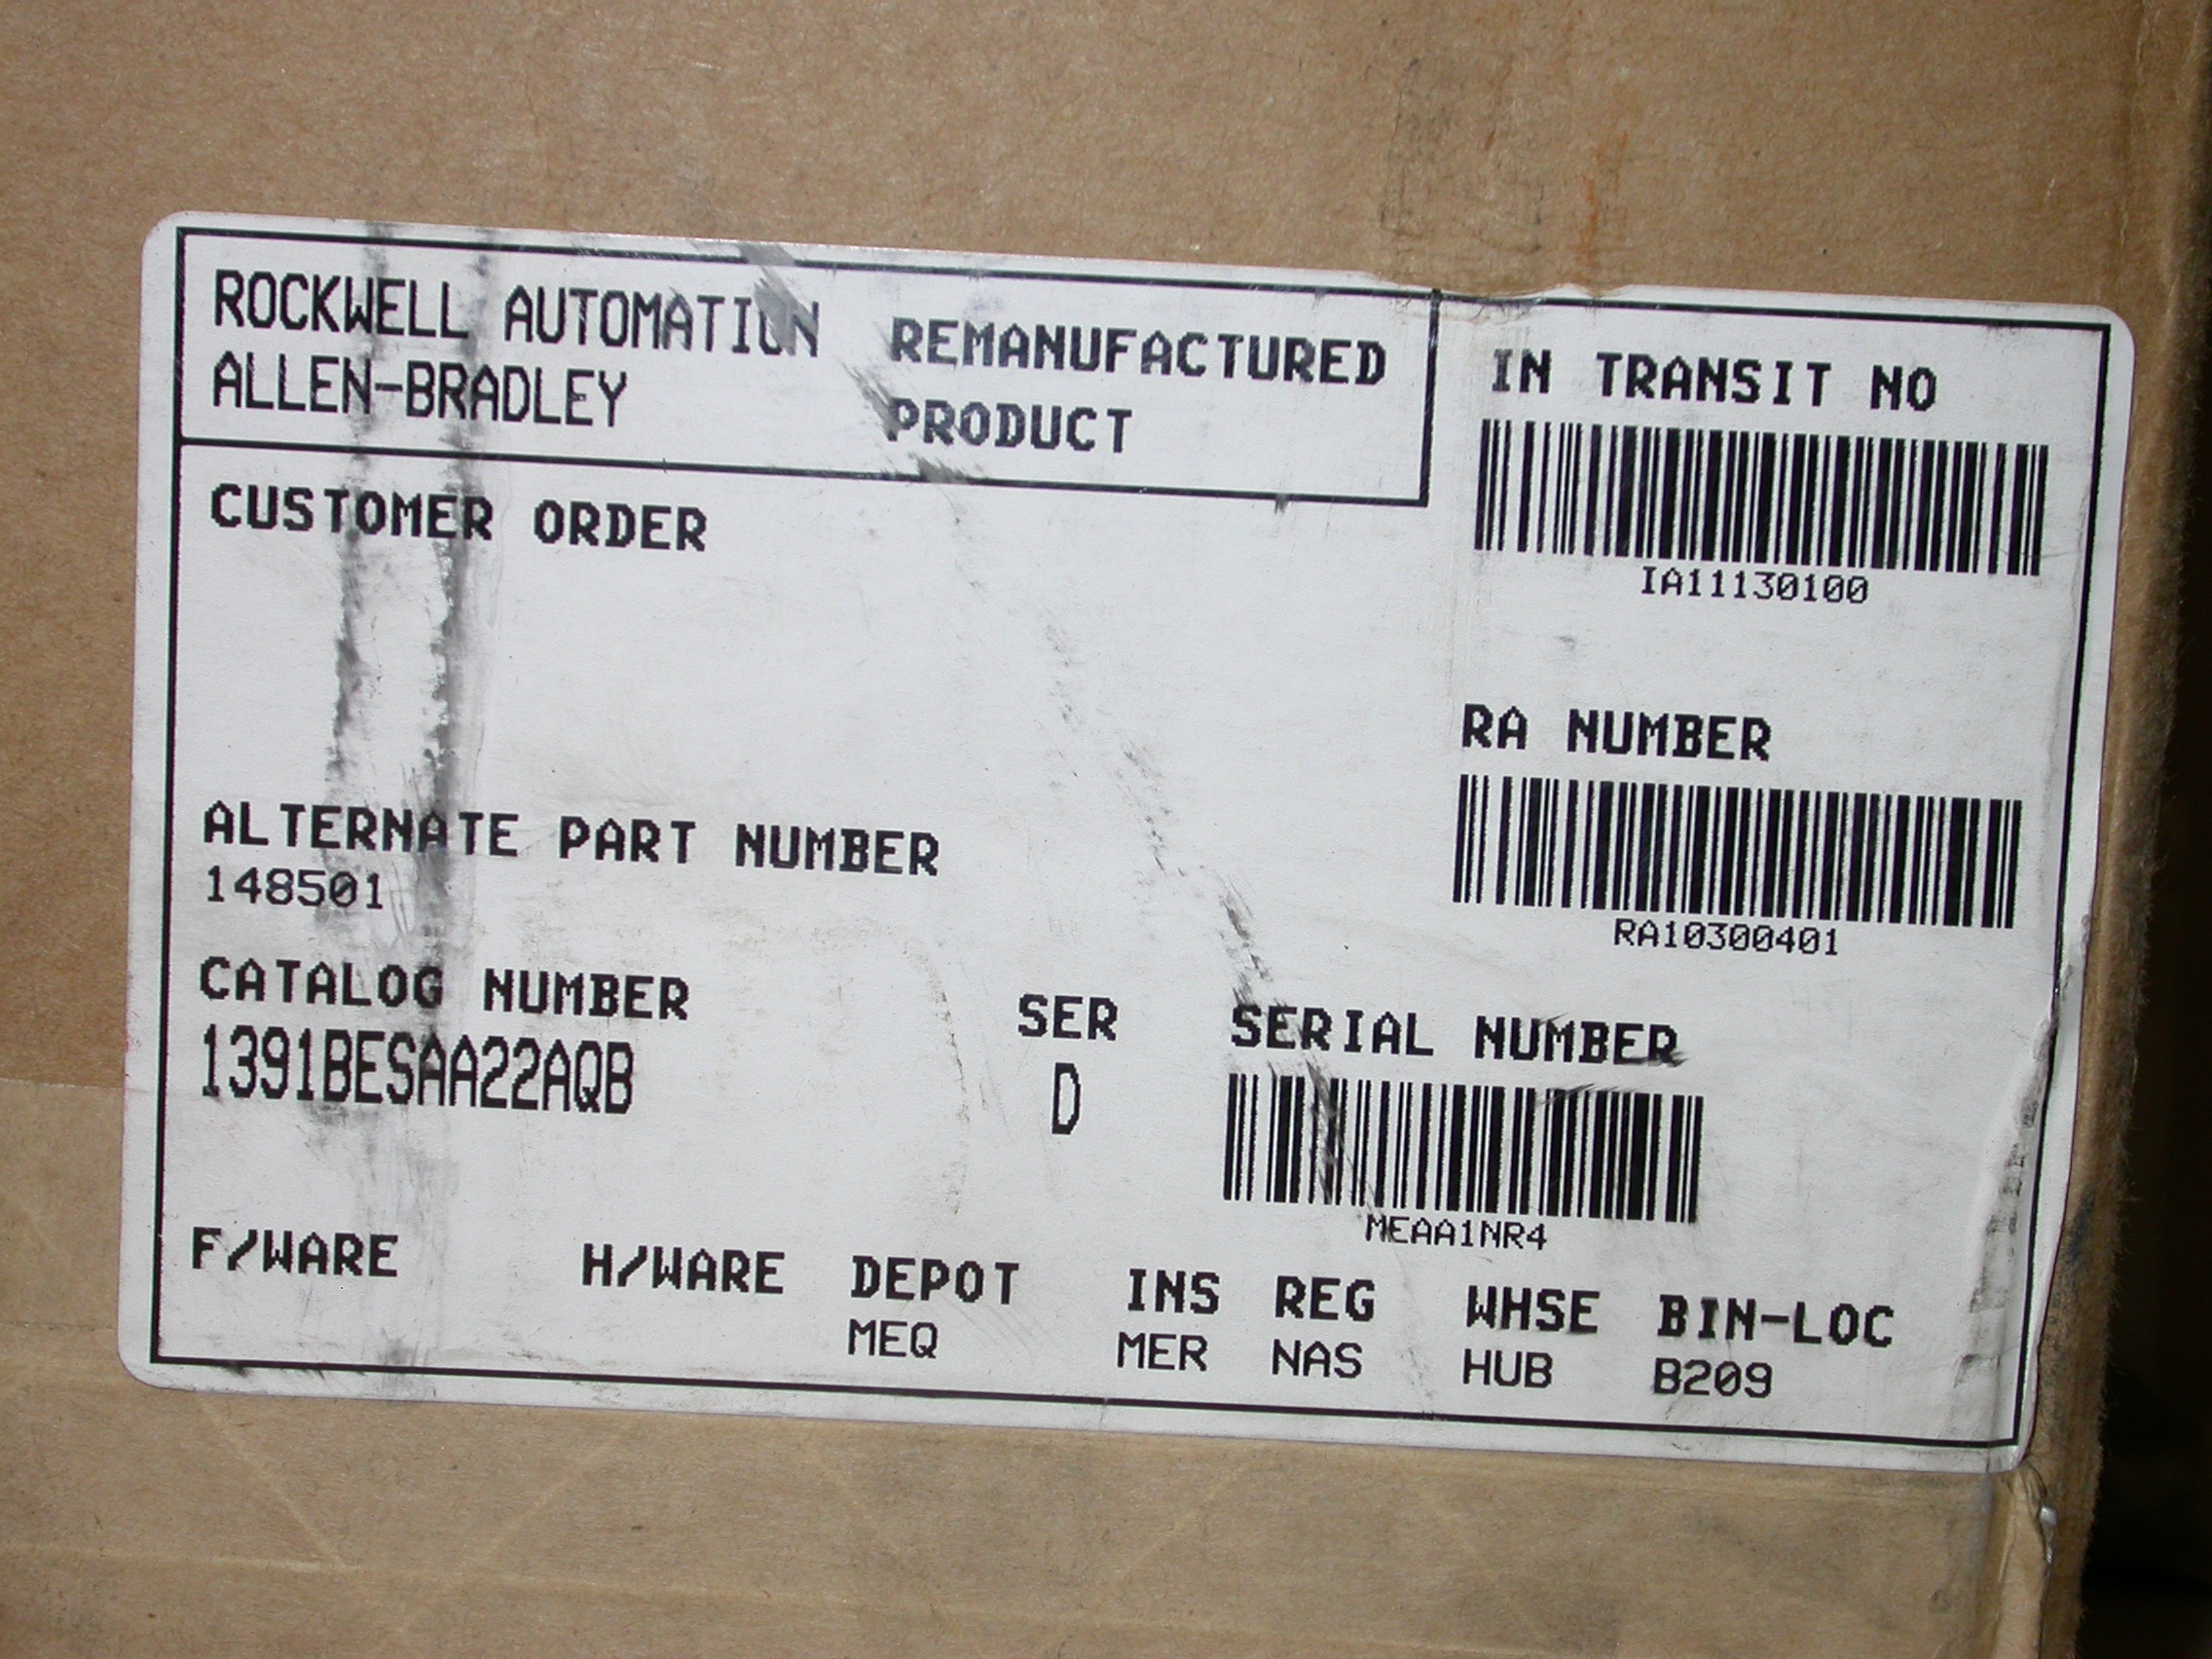 ROCKWELL AUTOMATION
ALLEN-BRADLEY
REMANUFACTURED
PRODUCT
IN TRANSIT NO
IA11130100
CUSTOMER ORDER
RA NUMBER
RA10300401
ALTERNATE PART NUMBER
148501
CATALOG NUMBER
1391BESAA22AQB
SER
D
SERIAL NUMBER
MEAA1NR4
F/WARE H/WARE DEPOT INS REG WHSE BIN-LOC
MEQ MER NAS HUB B209